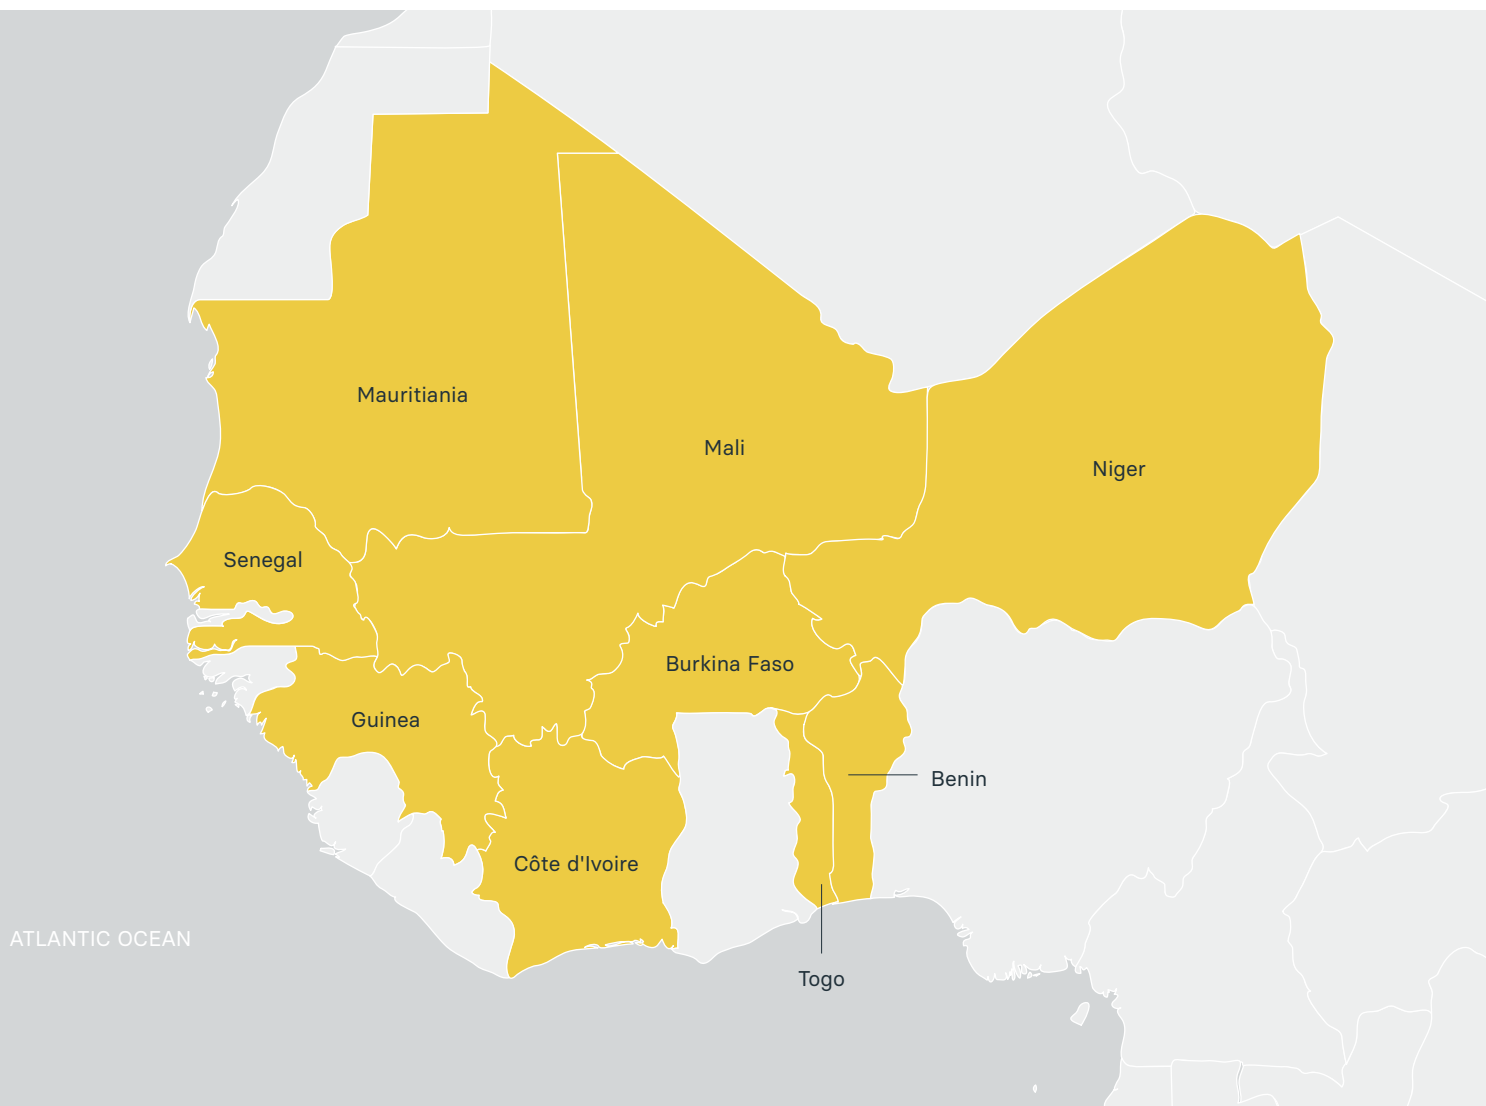 Mauritiania
Mali
Niger
Senegal
Burkina Faso
Guinea
Benin
Côte d'Ivoire
ATLANTIC OCEAN
Togo